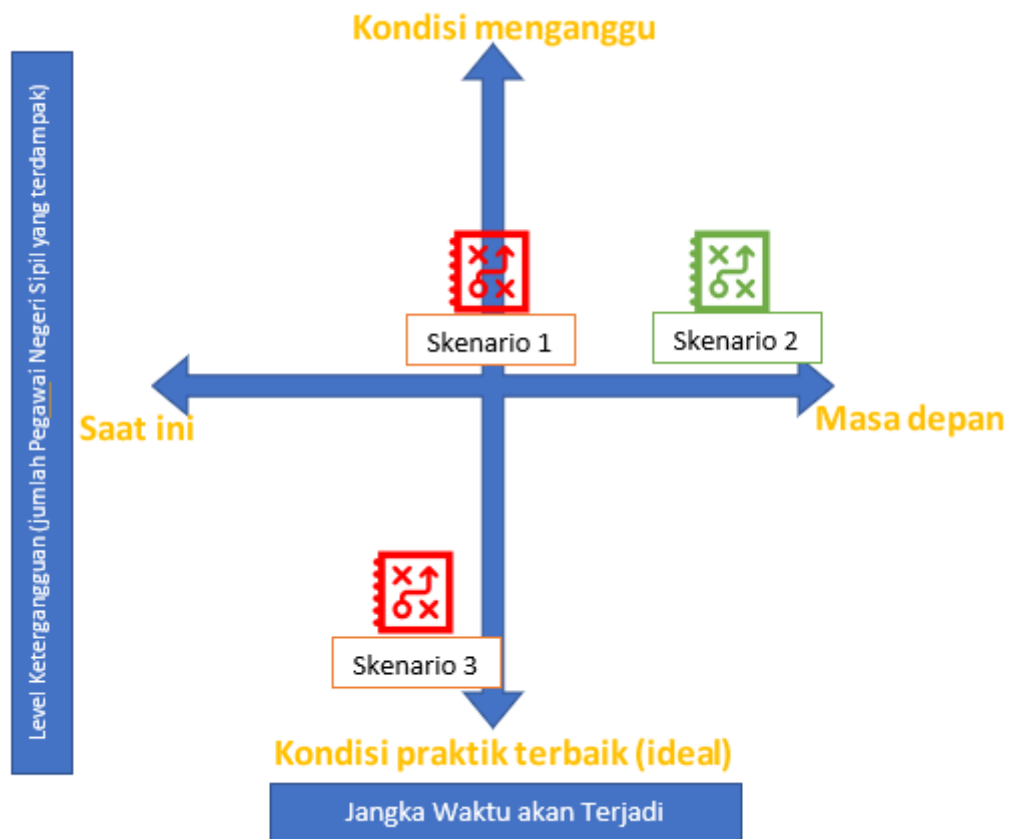 Kondisi menganggu
Level Ketergangguan (jumlah Pegawai Negeri Sipil yang terdampak)
Skenario 1
Skenario 2
Saat ini
Masa depan
Skenario 3
Kondisi praktik terbaik (ideal)
Jangka Waktu akan Terjadi